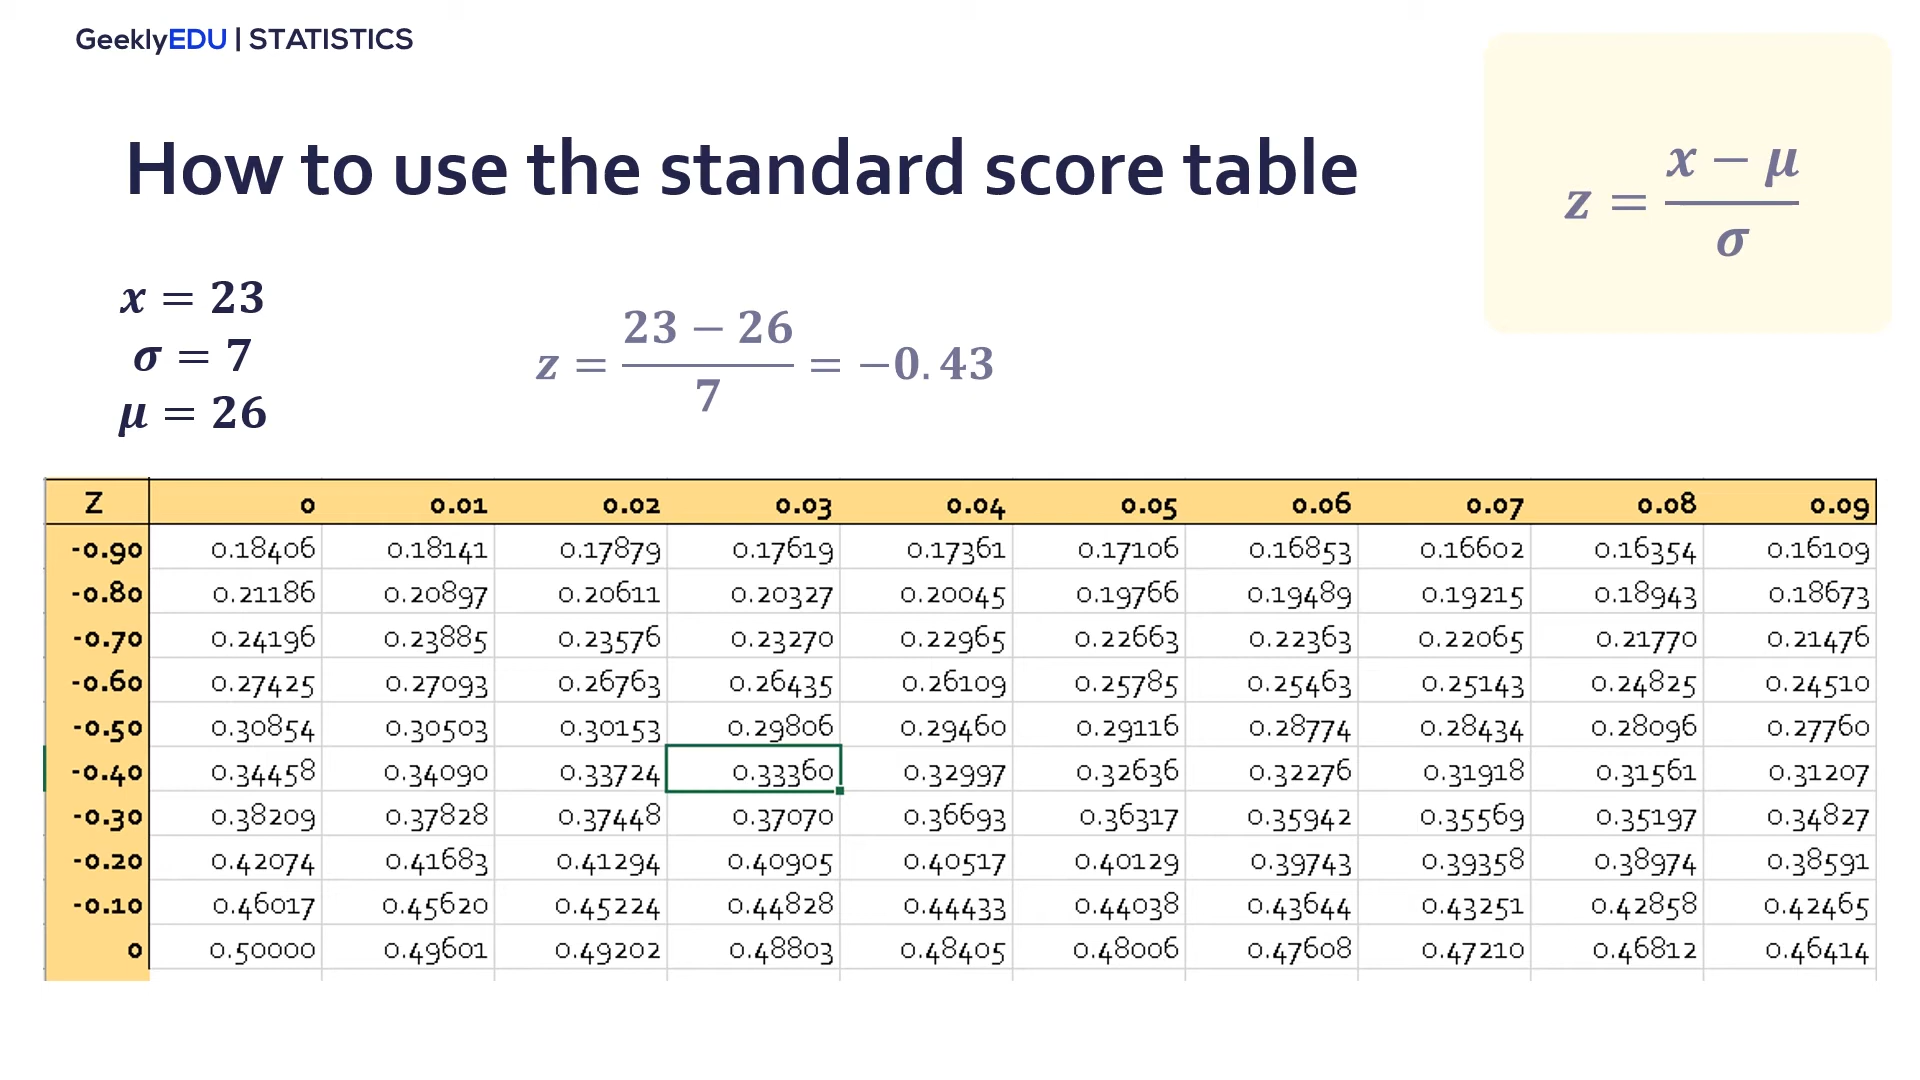 GeeklyEDU | STATISTICS
How to use the standard score table
z = (x − μ) / σ
x = 23
σ = 7
μ = 26
z = (23 − 26) / 7 = −0.43
Z 0 0.01 0.02 0.03 0.04 0.05 0.06 0.07 0.08 0.09
-0.90 0.18406 0.18141 0.17879 0.17619 0.17361 0.17106 0.16853 0.16602 0.16354 0.16109
-0.80 0.21186 0.20897 0.20611 0.20327 0.20045 0.19766 0.19489 0.19215 0.18943 0.18673
-0.70 0.24196 0.23885 0.23576 0.23270 0.22965 0.22663 0.22363 0.22065 0.21770 0.21476
-0.60 0.27425 0.27093 0.26763 0.26435 0.26109 0.25785 0.25463 0.25143 0.24825 0.24510
-0.50 0.30854 0.30503 0.30153 0.29806 0.29460 0.29116 0.28774 0.28434 0.28096 0.27760
-0.40 0.34458 0.34090 0.33724 0.33360 0.32997 0.32636 0.32276 0.31918 0.31561 0.31207
-0.30 0.38209 0.37828 0.37448 0.37070 0.36693 0.36317 0.35942 0.35569 0.35197 0.34827
-0.20 0.42074 0.41683 0.41294 0.40905 0.40517 0.40129 0.39743 0.39358 0.38974 0.38591
-0.10 0.46017 0.45620 0.45224 0.44828 0.44433 0.44038 0.43644 0.43251 0.42858 0.42465
0 0.50000 0.49601 0.49202 0.48803 0.48405 0.48006 0.47608 0.47210 0.46812 0.46414